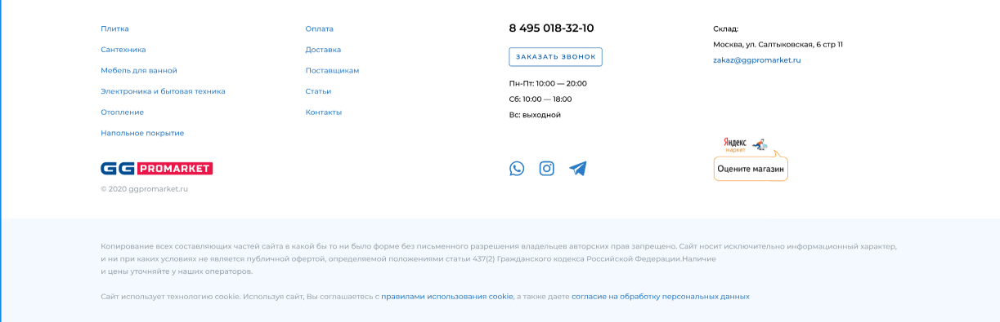 Плитка
Сантехника
Мебель для ванной
Электроника и бытовая техника
Отопление
Напольное покрытие
Оплата
Доставка
Поставщикам
Статьи
Контакты
8 495 018-32-10
ЗАКАЗАТЬ ЗВОНОК
Пн-Пт: 10:00 — 20:00
Сб: 10:00 — 18:00
Вс: выходной
Склад:
Москва, ул. Салтыковская, 6 стр 11
zakaz@ggpromarket.ru
GG PROMARKET
© 2020 ggpromarket.ru
Яндекс
маркет
Оцените магазин
Копирование всех составляющих частей сайта в какой бы то ни было форме без письменного разрешения владельцев авторских прав запрещено. Сайт носит исключительно информационный характер,
и ни при каких условиях не является публичной офертой, определяемой положениями статьи 437(2) Гражданского кодекса Российской Федерации.Наличие
и цены уточняйте у наших операторов.
Сайт использует технологию cookie. Используя сайт, Вы соглашаетесь с правилами использования cookie, а также даете согласие на обработку персональных данных